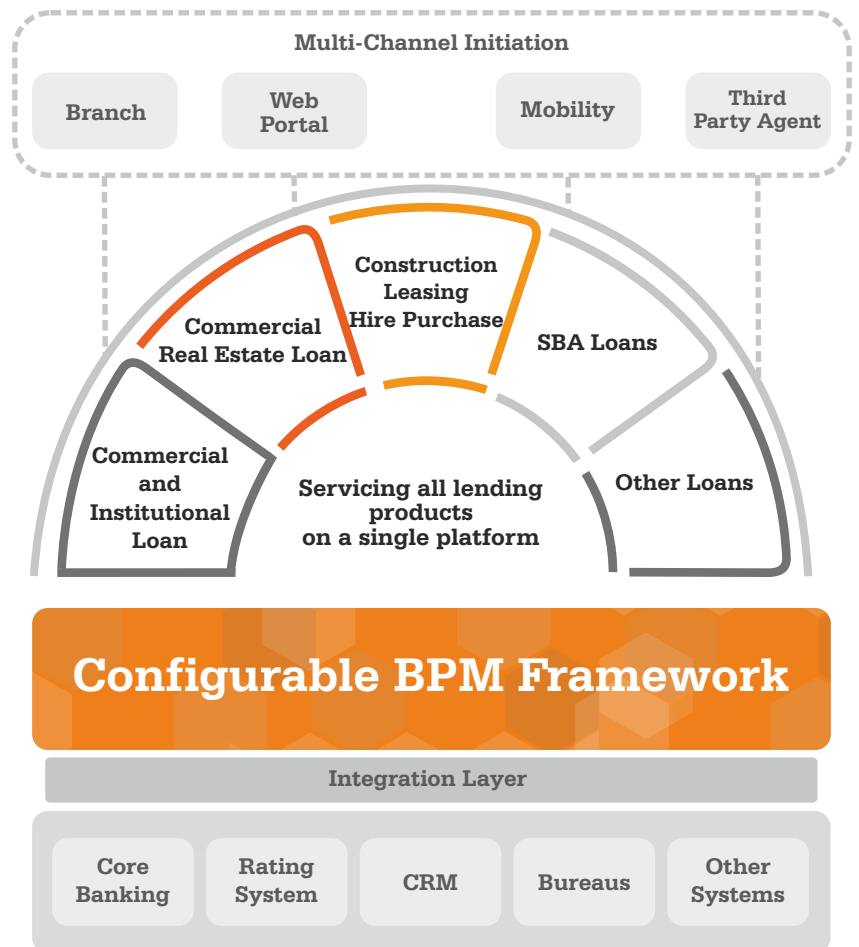 Multi-Channel Initiation
Branch
Web
Portal
Mobility
Third
Party Agent
Commercial
and
Institutional
Loan
Commercial
Real Estate Loan
Construction
Leasing
Hire Purchase
SBA Loans
Other Loans
Servicing all lending
products
on a single platform
Configurable BPM Framework
Integration Layer
Core
Banking
Rating
System
CRM
Bureaus
Other
Systems